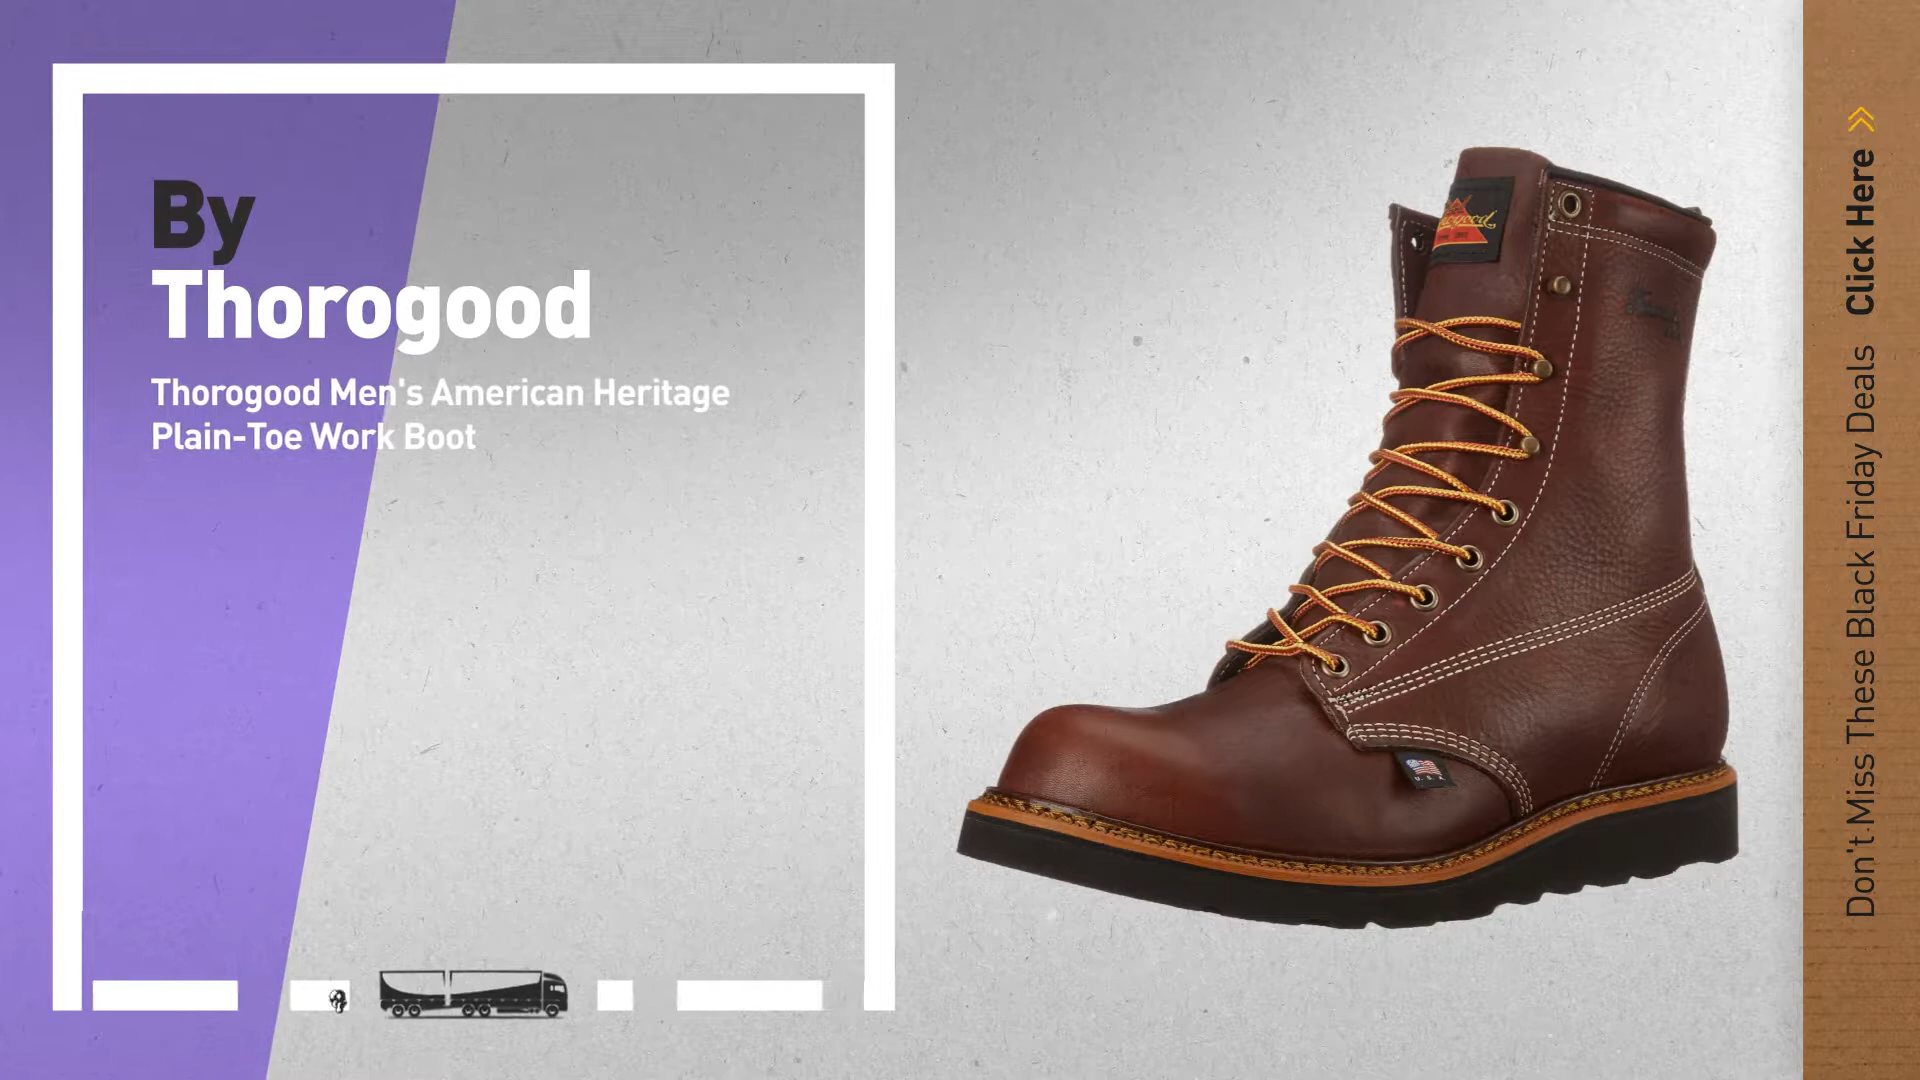 By
Thorogood
Thorogood Men's American Heritage
Plain-Toe Work Boot
U.S.A
Don't Miss These Black Friday Deals Click Here